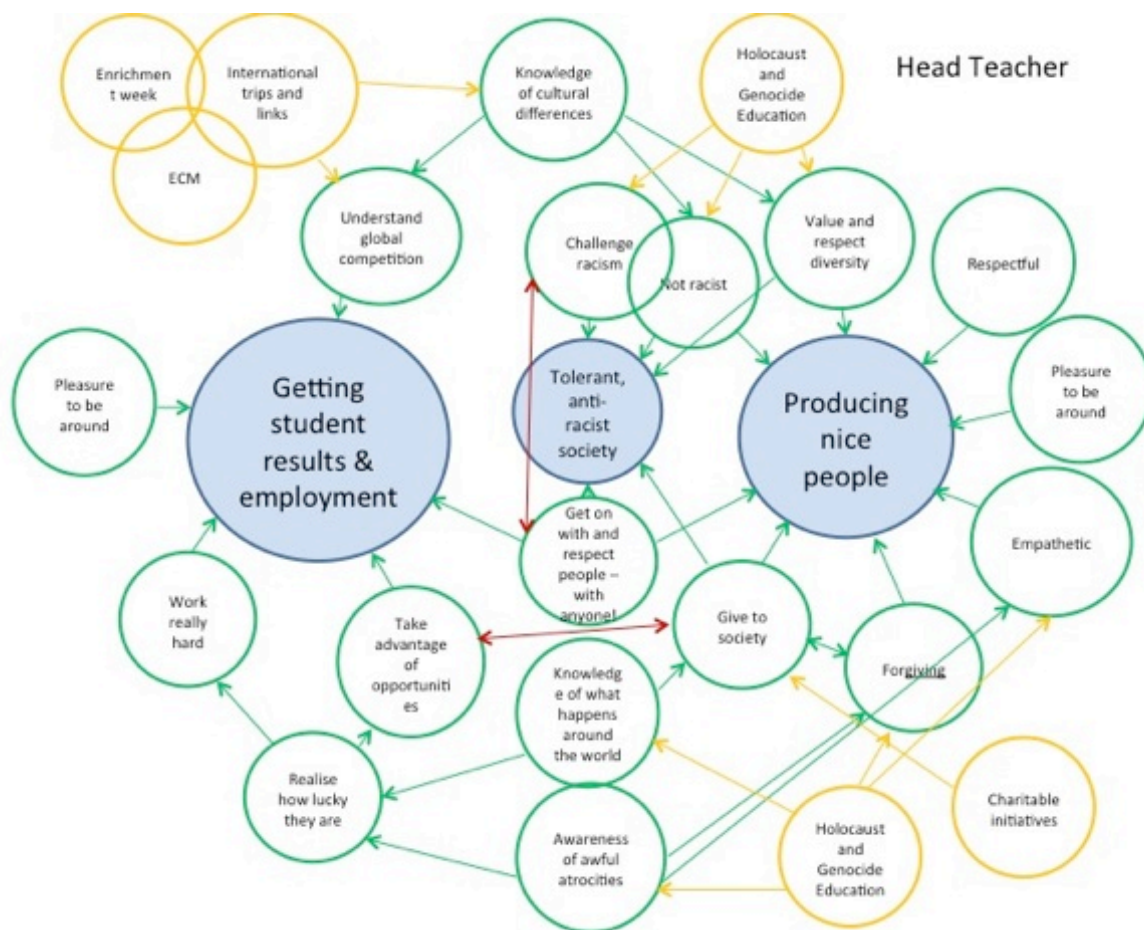 Head Teacher
Enrichmen
t week
International
trips and
links
ECM
Knowledge
of cultural
differences
Holocaust
and
Genocide
Education
Understand
global
competition
Challenge
racism
Not racist
Value and
respect
diversity
Respectful
Pleasure
to be
around
Getting
student
results &
employment
Tolerant,
anti-
racist
society
Producing
nice
people
Pleasure
to be
around
Get on
with and
respect
people –
with
anyone!
Empathetic
Work
really
hard
Take
advantage
of
opportuniti
es
Give to
society
Forgiving
Knowledg
e of what
happens
around
the world
Realise
how lucky
they are
Awareness
of awful
atrocities
Holocaust
and
Genocide
Education
Charitable
initiatives